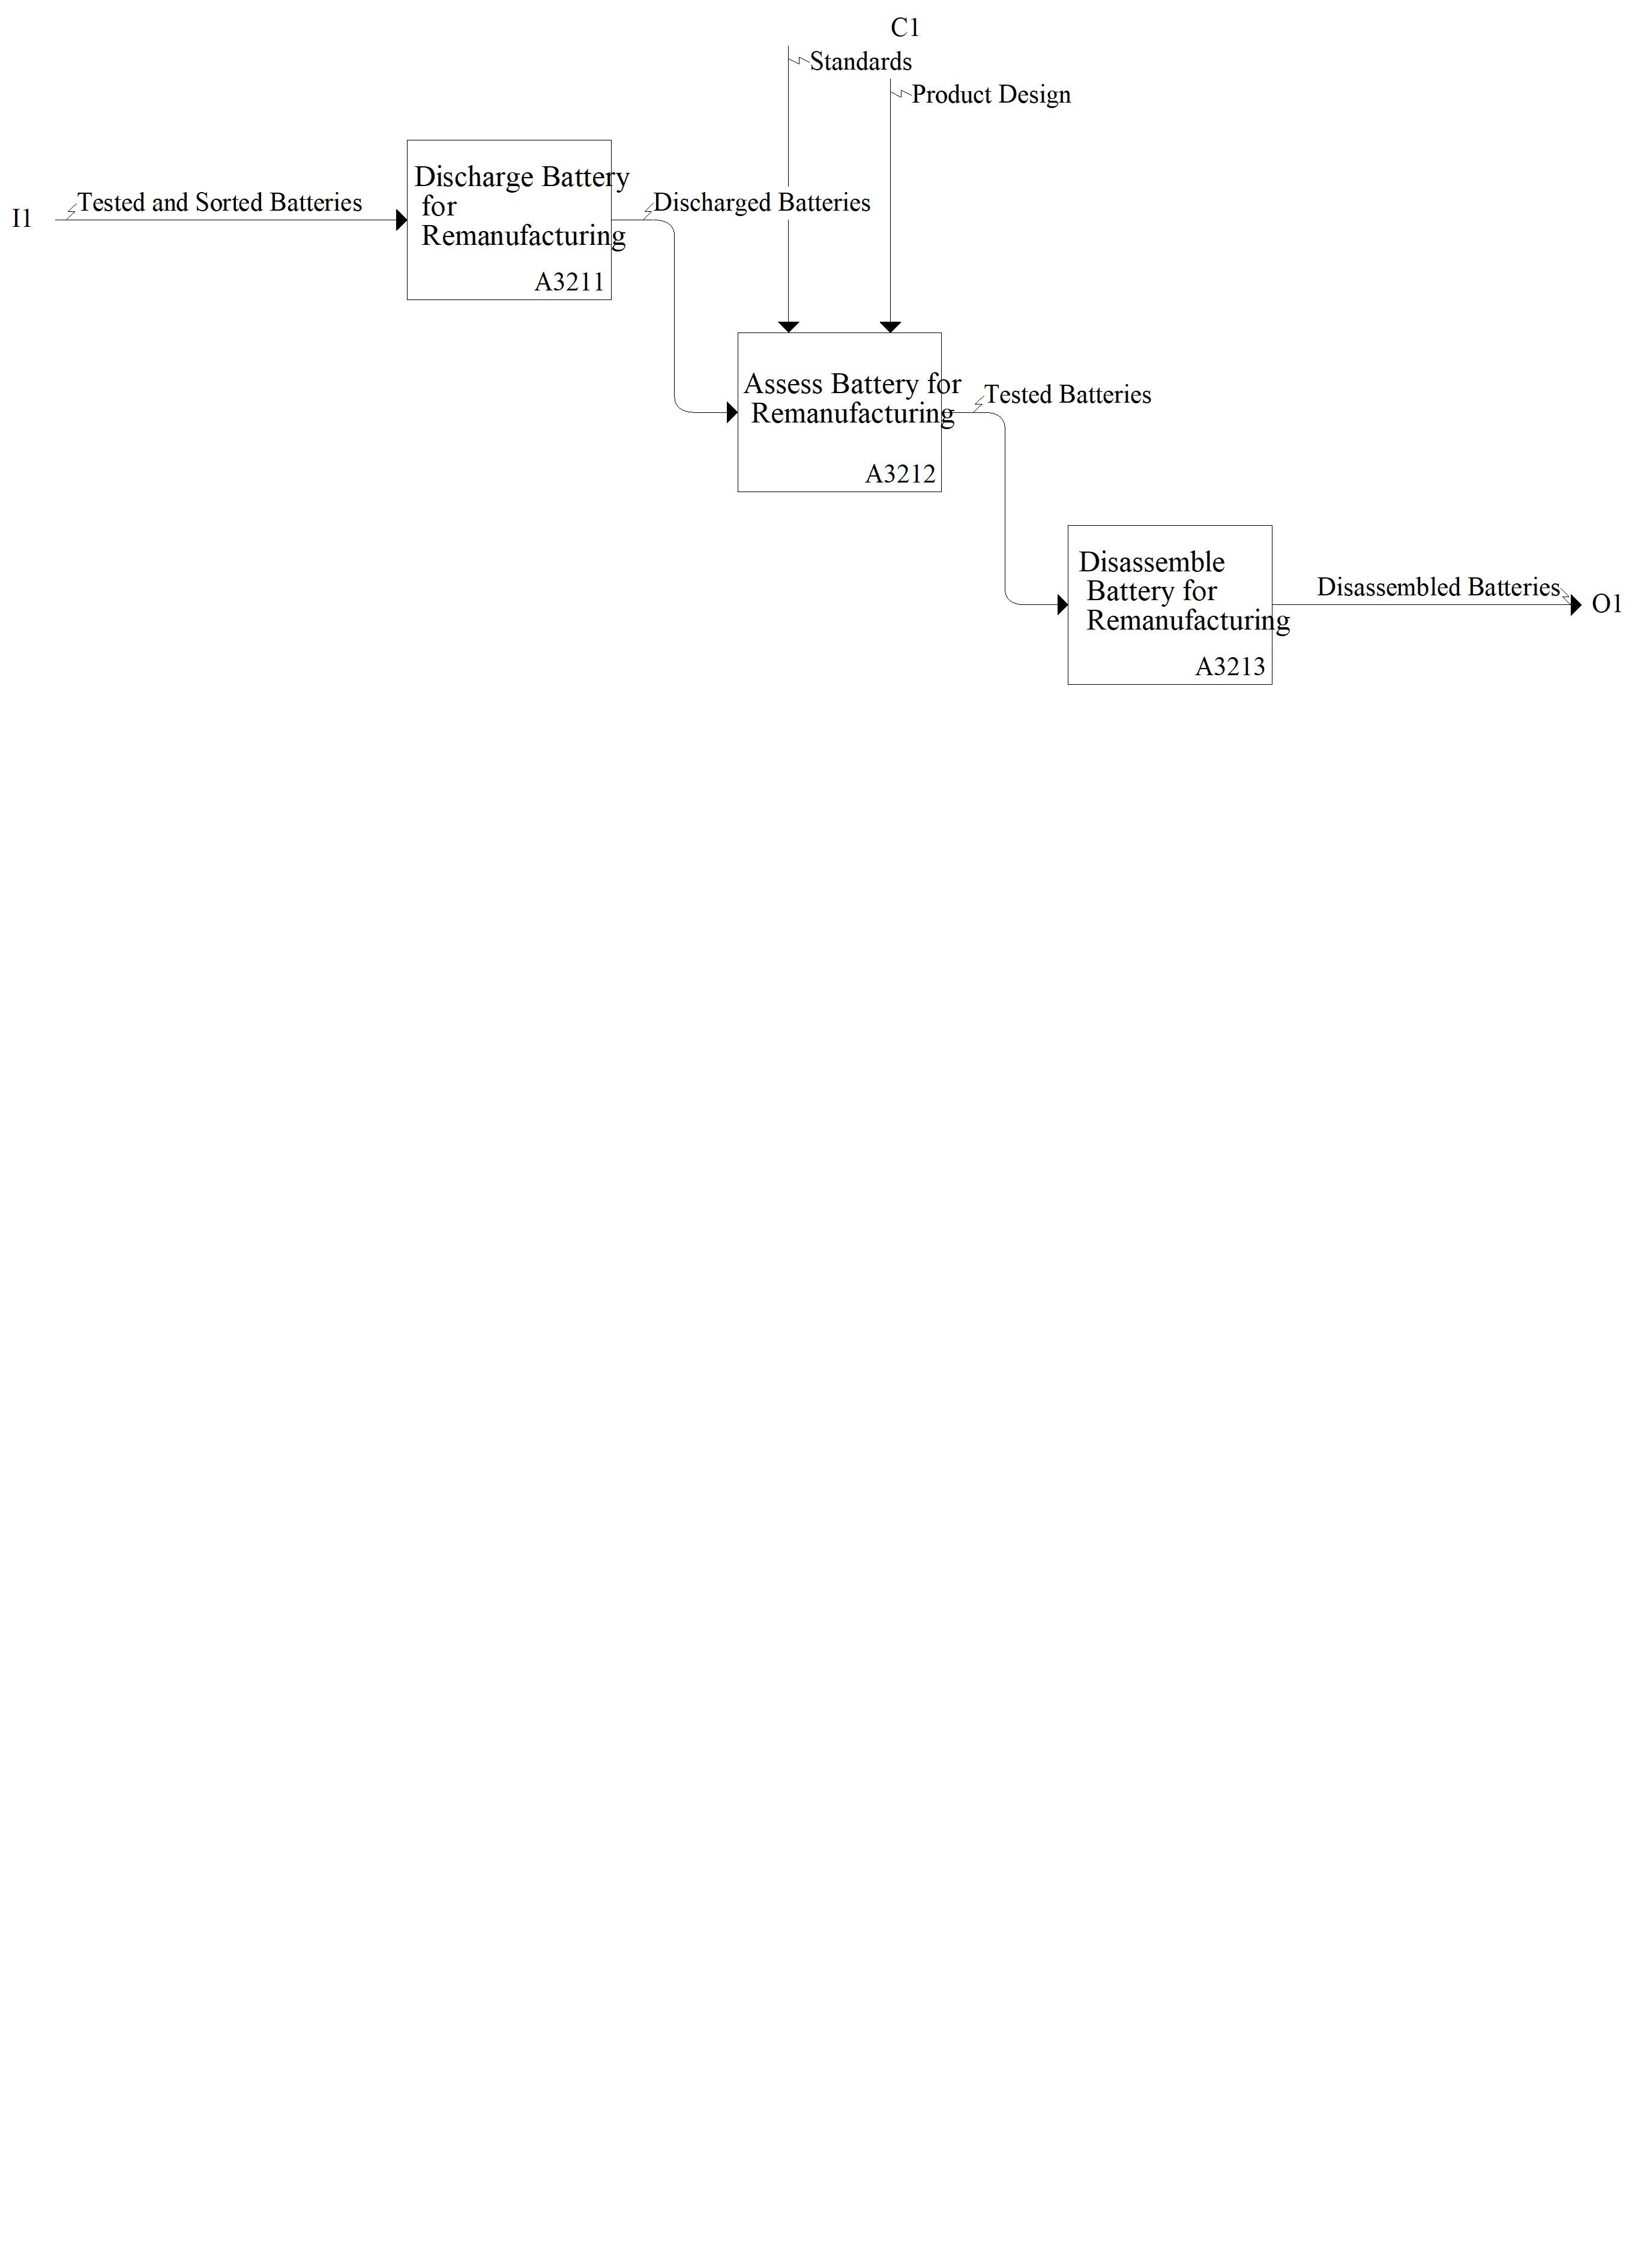 C1
Standards
Product Design
I1
Tested and Sorted Batteries
Discharge Battery
for
Remanufacturing
A3211
Discharged Batteries
Assess Battery for
Remanufacturing
A3212
Tested Batteries
Disassemble
Battery for
Remanufacturing
A3213
Disassembled Batteries
O1